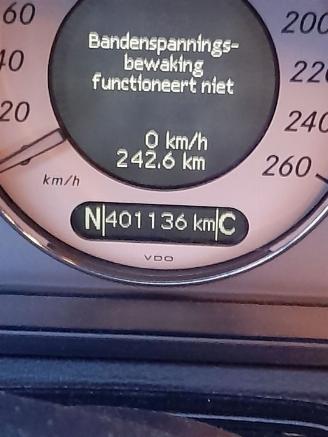 60
40
20
Bandenspannings-
bewaking
functioneert niet
0 km/h
242.6 km
200
220
240
260
km/h
N 401136 km C
VDO